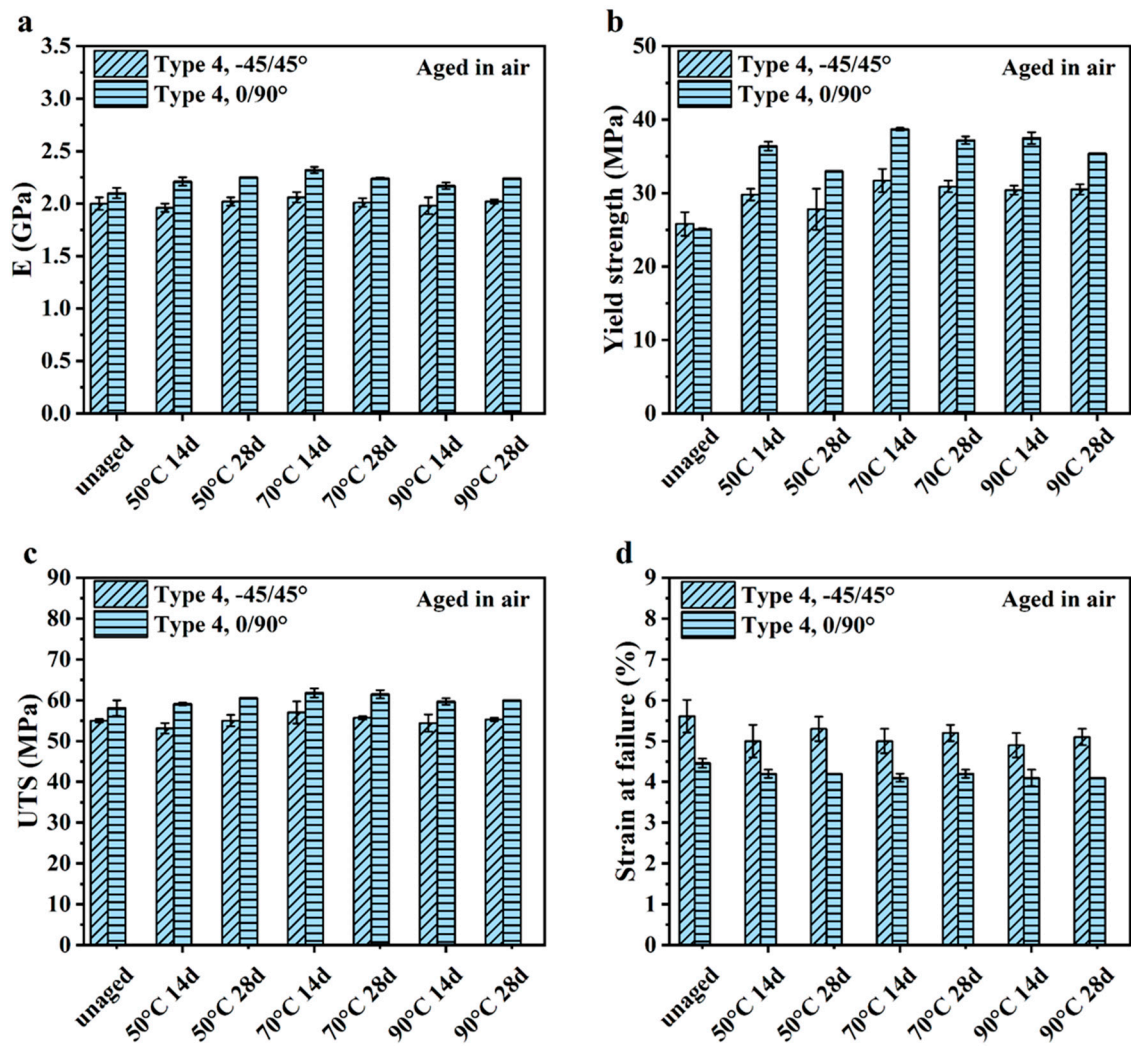 a
E (GPa)
3.5
3.0
2.5
2.0
1.5
1.0
0.5
0.0
Type 4, -45/45°
Type 4, 0/90°
Aged in air
unaged
50°C 14d
50°C 28d
70°C 14d
70°C 28d
90°C 14d
90°C 28d
b
Yield strength (MPa)
50
40
30
20
10
0
Type 4, -45/45°
Type 4, 0/90°
Aged in air
unaged
50C 14d
50C 28d
70C 14d
70C 28d
90C 14d
90C 28d
c
UTS (MPa)
90
80
70
60
50
40
30
20
10
0
Type 4, -45/45°
Type 4, 0/90°
Aged in air
unaged
50°C 14d
50°C 28d
70°C 14d
70°C 28d
90°C 14d
90°C 28d
d
Strain at failure (%)
9
8
7
6
5
4
3
2
1
0
Type 4, -45/45°
Type 4, 0/90°
Aged in air
unaged
50°C 14d
50°C 28d
70°C 14d
70°C 28d
90°C 14d
90°C 28d